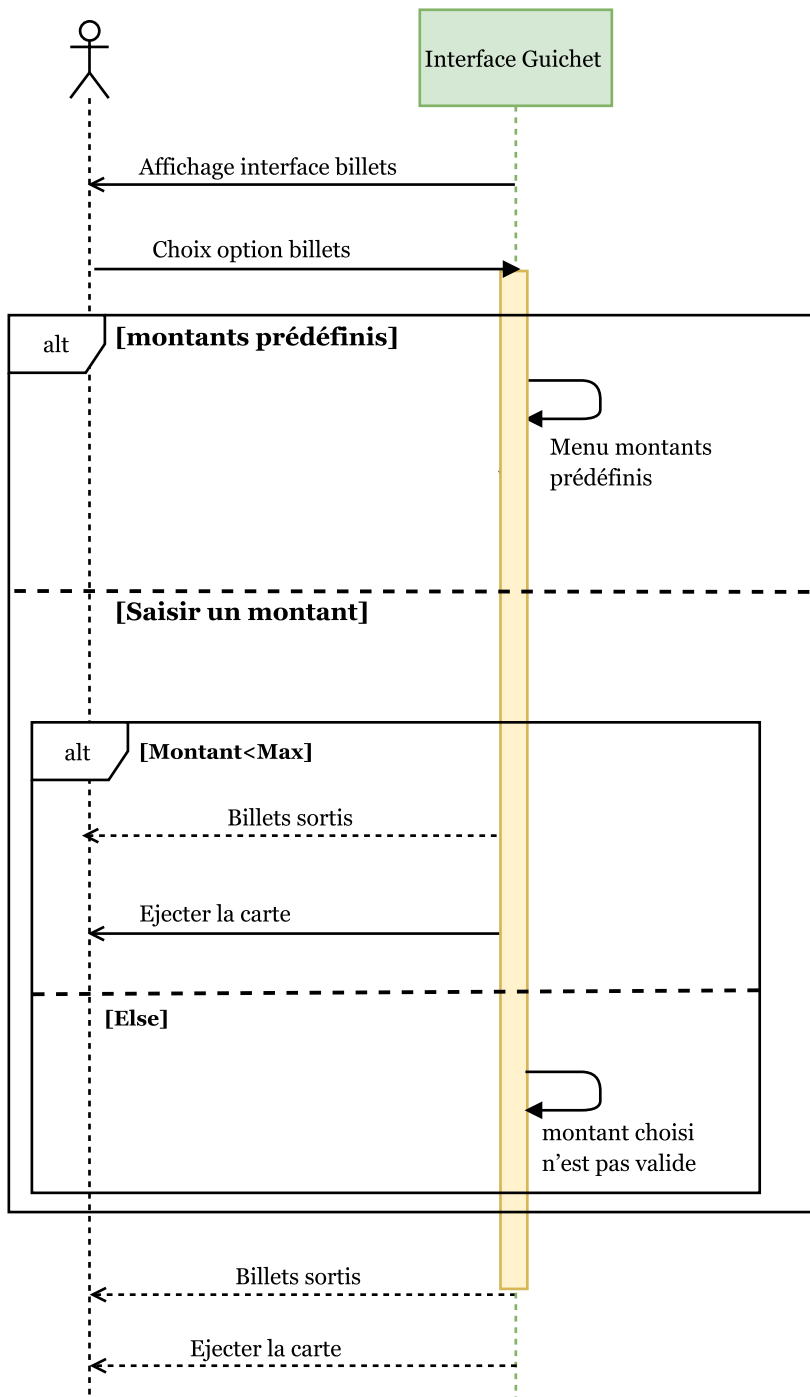 Interface Guichet
Affichage interface billets
Choix option billets
alt
[montants prédéfinis]
Menu montants
prédéfinis
[Saisir un montant]
alt
[Montant<Max]
Billets sortis
Ejecter la carte
[Else]
montant choisi
n’est pas valide
Billets sortis
Ejecter la carte